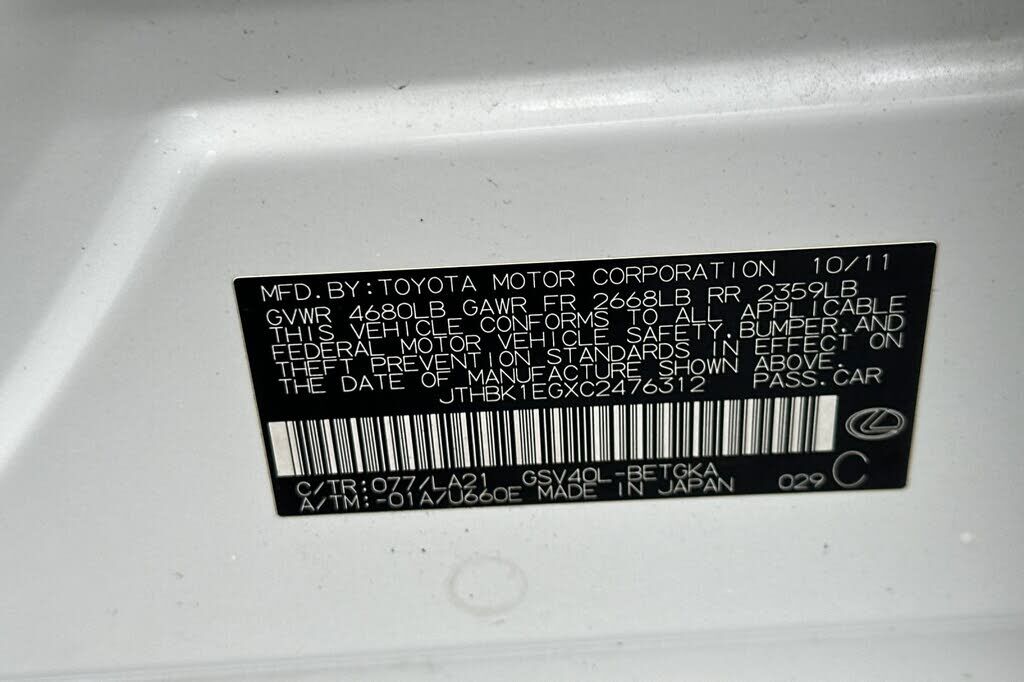 MFD.BY:TOYOTA MOTOR CORPORATION 10/11
GVWR 4680LB GAWR FR 2668LB RR 2359LB
THIS VEHICLE CONFORMS TO ALL APPLICABLE
FEDERAL MOTOR VEHICLE SAFETY,BUMPER,AND
THEFT PREVENTION STANDARDS IN EFFECT ON
THE DATE OF MANUFACTURE SHOWN ABOVE.
JTHBK1EGXC2476312 PASS.CAR
C/TR:077/LA21 GSV40L-BETGKA
A/TM:-01A/U660E MADE IN JAPAN 029 C